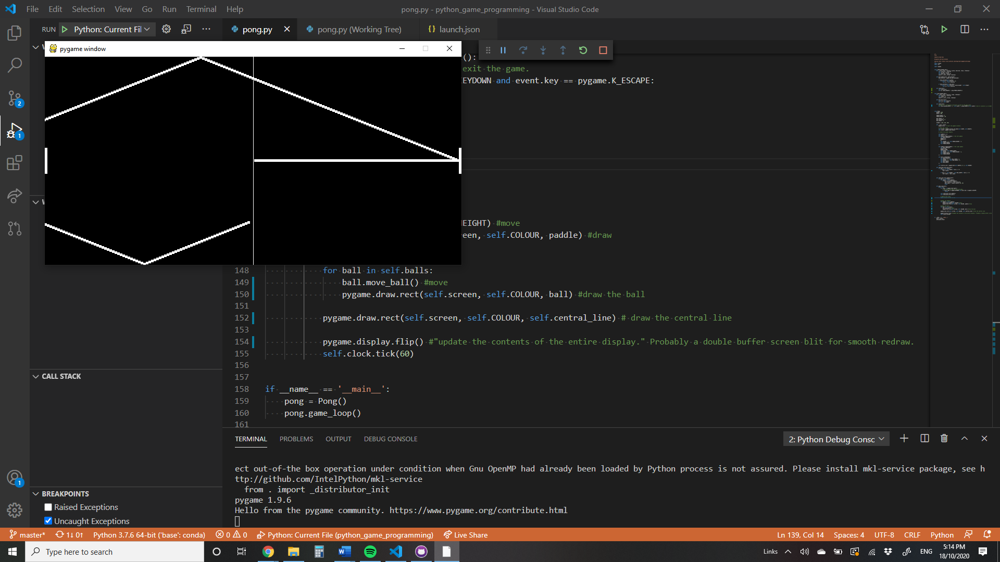 File Edit Selection View Go Run Terminal Help
pong.py - python_game_programming - Visual Studio Code
RUN Python: Current Fil
pong.py
pong.py (Working Tree)
launch.json
pygame window
():
exit the game.
EYDOWN and event.key == pygame.K_ESCAPE:
EIGHT) #move
een, self.COLOUR, paddle) #draw
148 for ball in self.balls:
149 ball.move_ball() #move
150 pygame.draw.rect(self.screen, self.COLOUR, ball) #draw the ball
151
152 pygame.draw.rect(self.screen, self.COLOUR, self.central_line) # draw the central line
153
154 pygame.display.flip() #"update the contents of the entire display." Probably a double buffer screen blit for smooth redraw.
155 self.clock.tick(60)
156
157
158 if __name__ == '__main__':
159 pong = Pong()
160 pong.game_loop()
161
2
1
1
CALL STACK
BREAKPOINTS
Raised Exceptions
Uncaught Exceptions
TERMINAL PROBLEMS OUTPUT DEBUG CONSOLE
2: Python Debug Consc
ect out-of-the box operation under condition when Gnu OpenMP had already been loaded by Python process is not assured. Please install mkl-service package, see h
ttp://github.com/IntelPython/mkl-service
from . import _distributor_init
pygame 1.9.6
Hello from the pygame community. https://www.pygame.org/contribute.html
master* 1↓ 0↑ Python 3.7.6 64-bit ('base': conda) 0 0 Python: Current File (python_game_programming) Live Share
Ln 139, Col 14 Spaces: 4 UTF-8 CRLF Python
Type here to search
Links
ENG
5:14 PM
18/10/2020